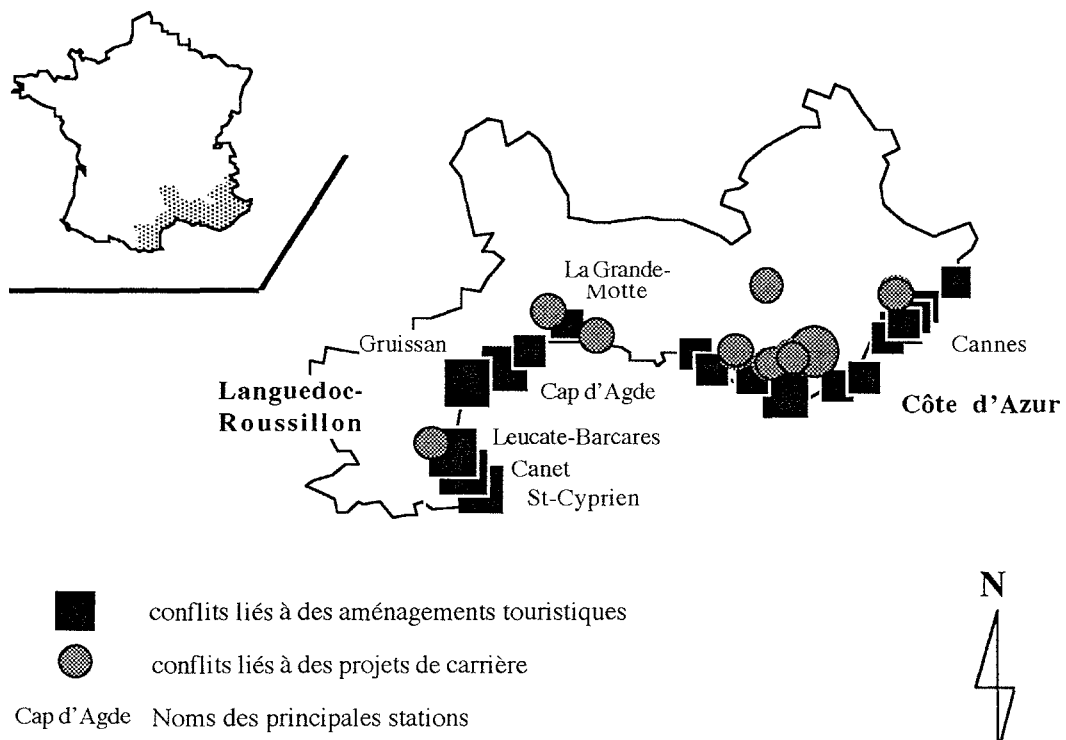 La Grande-
Motte
Gruissan
Cannes
Languedoc-
Roussillon
Cap d'Agde
Côte d'Azur
Leucate-Barcares
Canet
St-Cyprien
N
conflits liés à des aménagements touristiques
conflits liés à des projets de carrière
Cap d'Agde Noms des principales stations